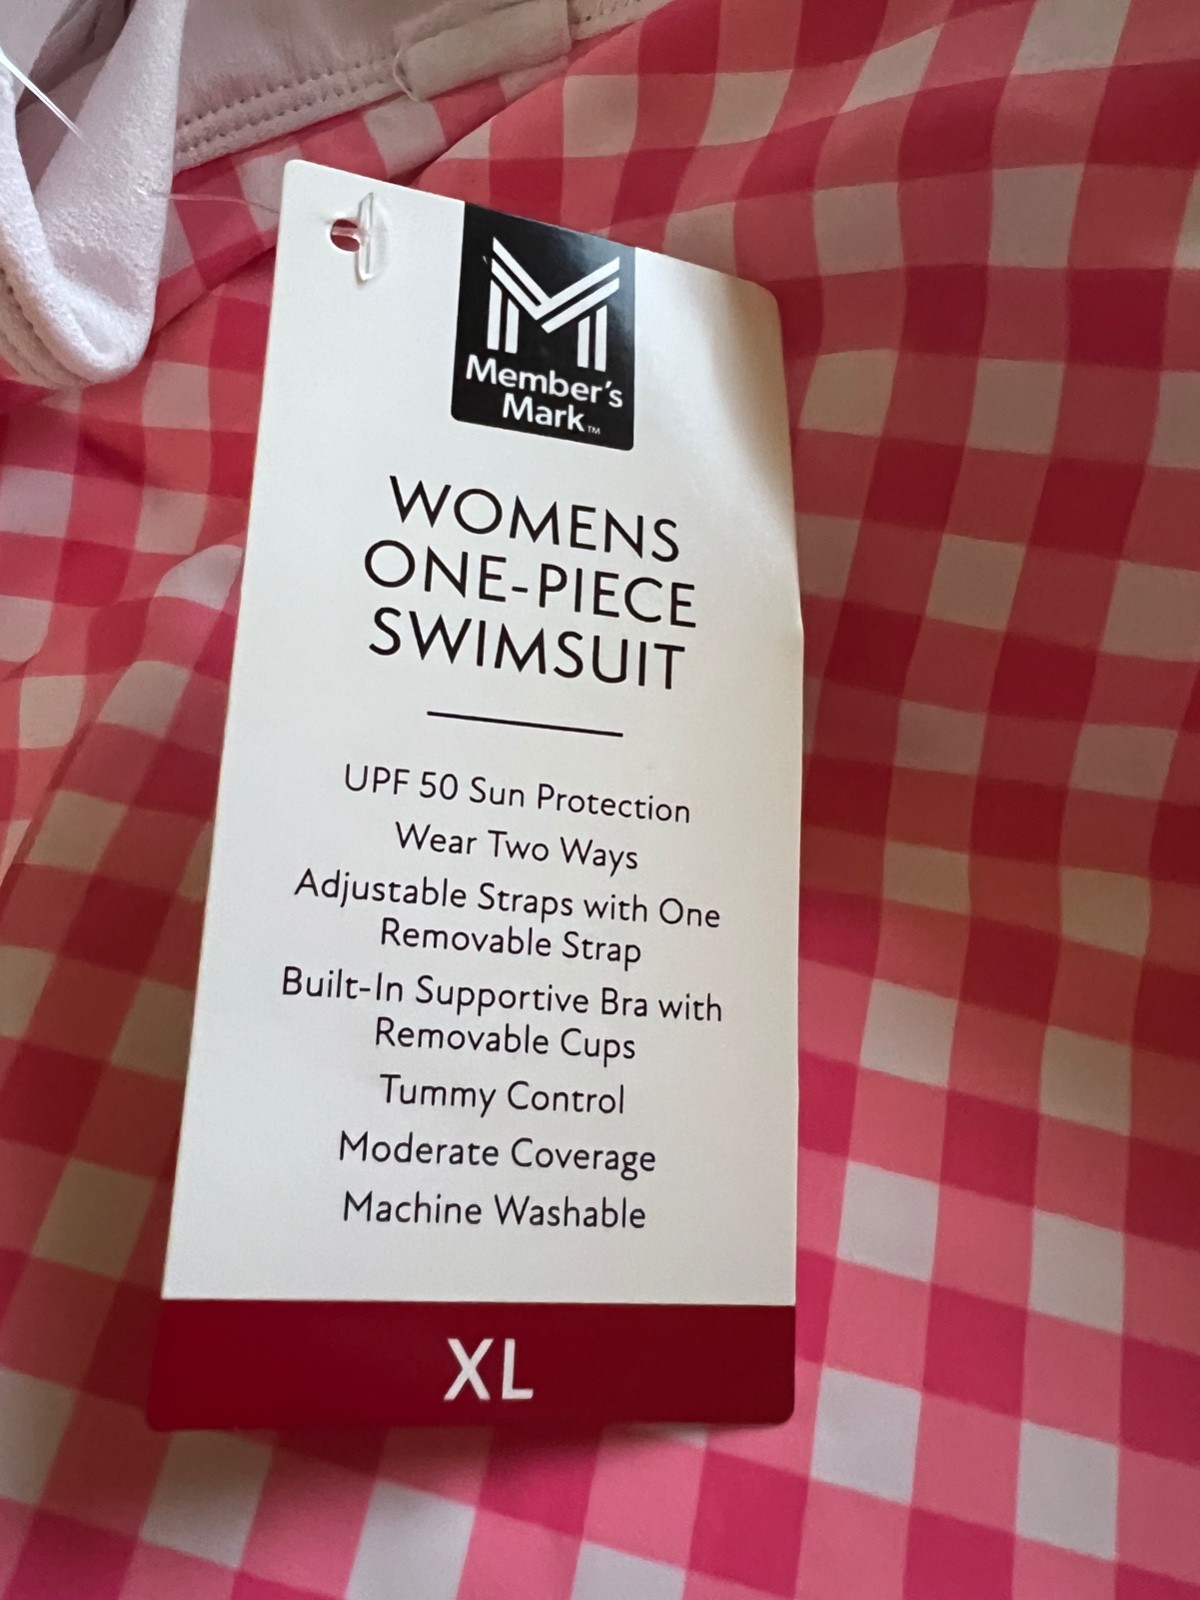 Member's
Mark™
WOMENS
ONE-PIECE
SWIMSUIT
UPF 50 Sun Protection
Wear Two Ways
Adjustable Straps with One
Removable Strap
Built-In Supportive Bra with
Removable Cups
Tummy Control
Moderate Coverage
Machine Washable
XL